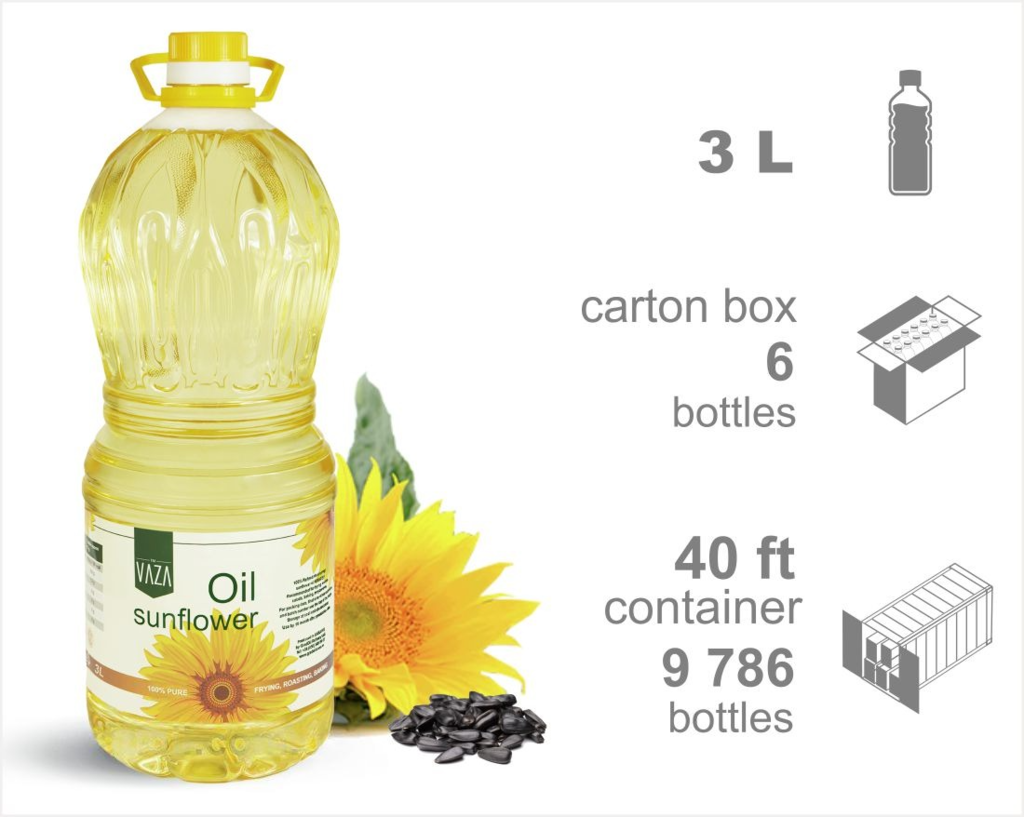 3 L
carton box
6
bottles
40 ft
container
9 786
bottles
VAZA
Oil
sunflower
3L
100% PURE
FRYING, ROASTING, BAKING